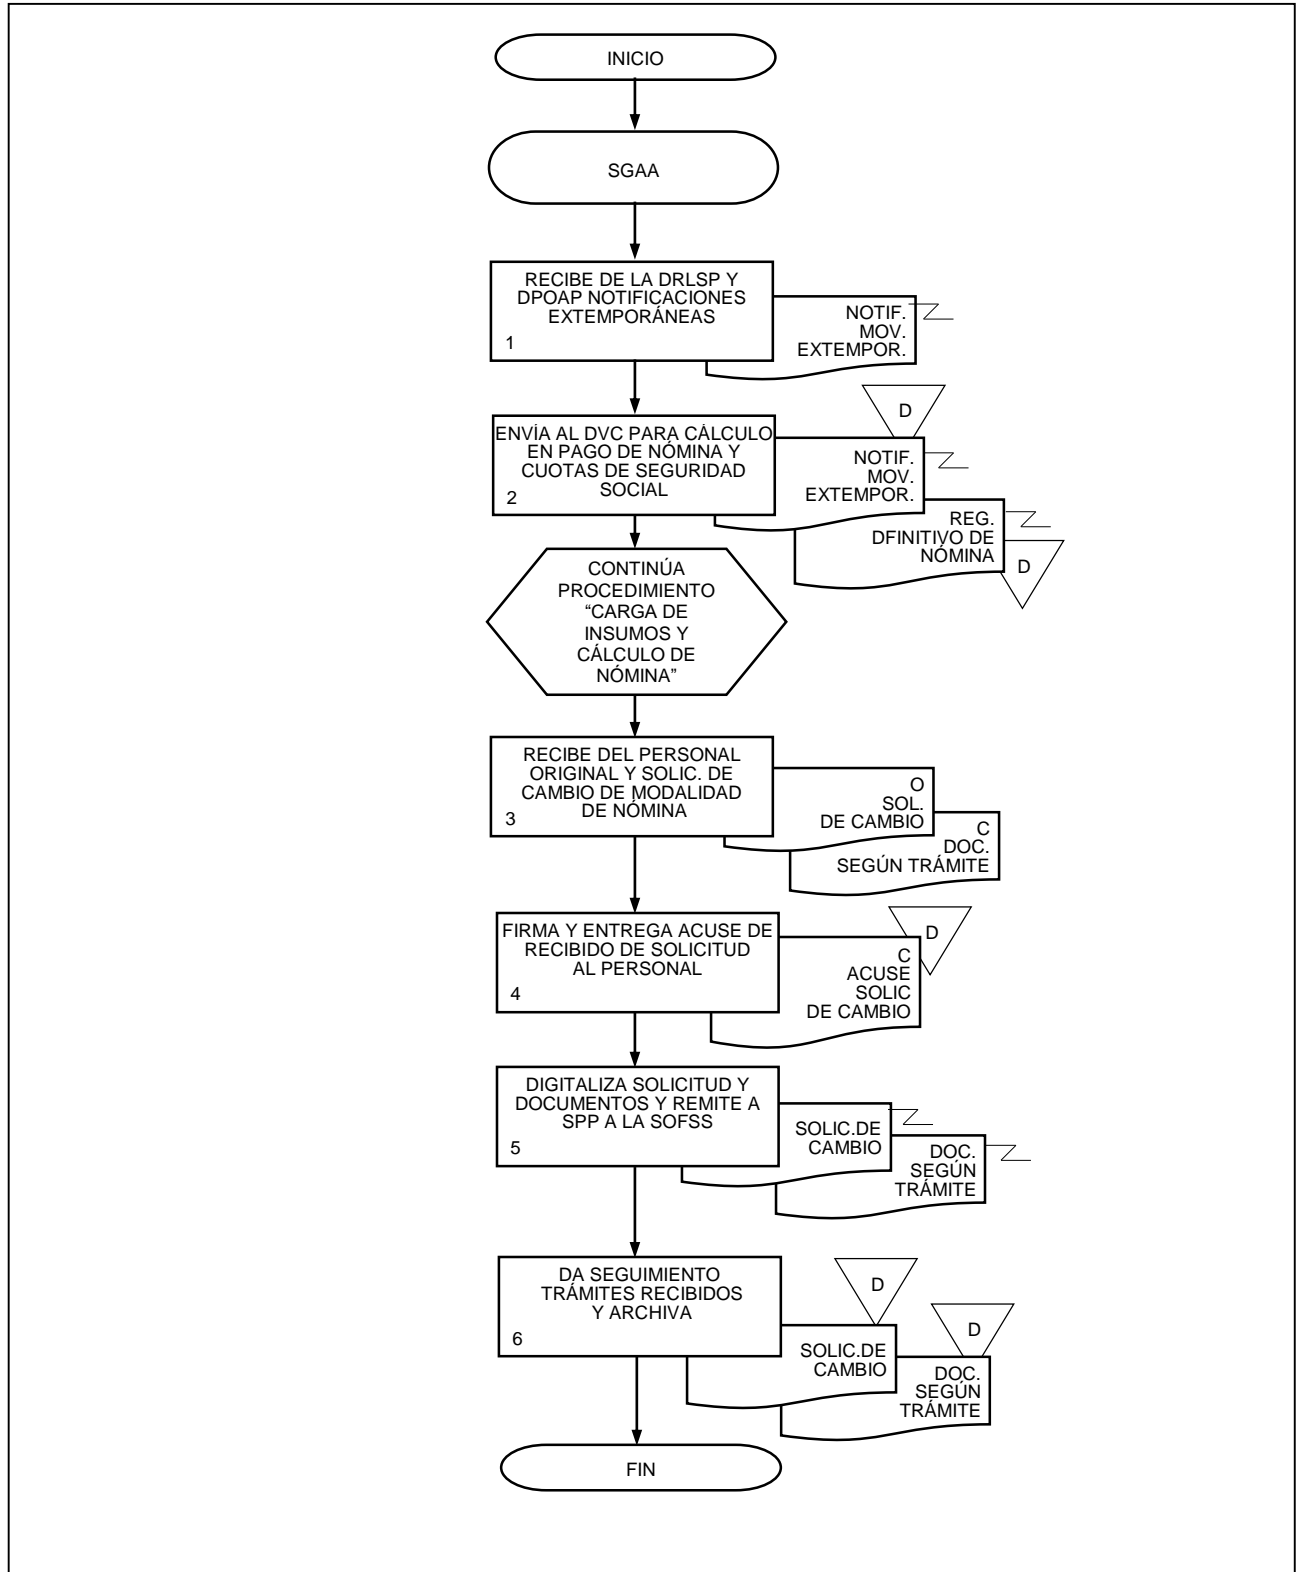 INICIO
SGAA
RECIBE DE LA DRLSP Y
DPOAP NOTIFICACIONES
EXTEMPORÁNEAS
1
NOTIF.
MOV.
EXTEMPOR.
ENVÍA AL DVC PARA CÁLCULO
EN PAGO DE NÓMINA Y
CUOTAS DE SEGURIDAD
SOCIAL
2
D
NOTIF.
MOV.
EXTEMPOR.
REG.
DFINITIVO DE
NÓMINA
D
CONTINÚA
PROCEDIMIENTO
“CARGA DE
INSUMOS Y
CÁLCULO DE
NÓMINA”
RECIBE DEL PERSONAL
ORIGINAL Y SOLIC. DE
CAMBIO DE MODALIDAD
DE NÓMINA
3
O
SOL.
DE CAMBIO
C
DOC.
SEGÚN TRÁMITE
FIRMA Y ENTREGA ACUSE DE
RECIBIDO DE SOLICITUD
AL PERSONAL
4
D
C
ACUSE
SOLIC
DE CAMBIO
DIGITALIZA SOLICITUD Y
DOCUMENTOS Y REMITE A
SPP A LA SOFSS
5
SOLIC.DE
CAMBIO
DOC.
SEGÚN
TRÁMITE
DA SEGUIMIENTO
TRÁMITES RECIBIDOS
Y ARCHIVA
6
D
SOLIC.DE
CAMBIO
D
DOC.
SEGÚN
TRÁMITE
FIN